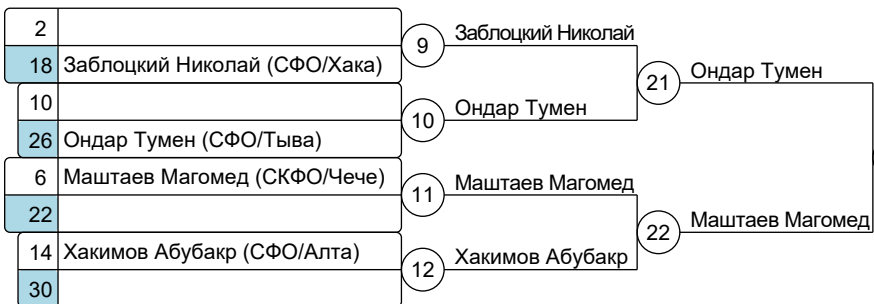 2
18 Заблоцкий Николай (СФО/Хака)
9 Заблоцкий Николай
10
26 Ондар Тумен (СФО/Тыва)
10 Ондар Тумен
21 Ондар Тумен
6 Маштаев Магомед (СКФО/Чече)
22
11 Маштаев Магомед
14 Хакимов Абубакр (СФО/Алта)
30
12 Хакимов Абубакр
22 Маштаев Магомед